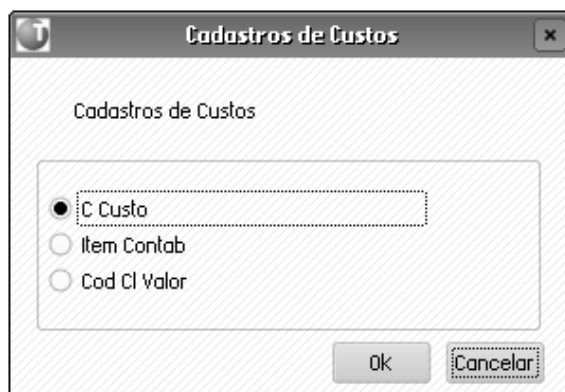 Cadastros de Custos
Cadastros de Custos
C Custo
Item Contab
Cod Cl Valor
Ok Cancelar